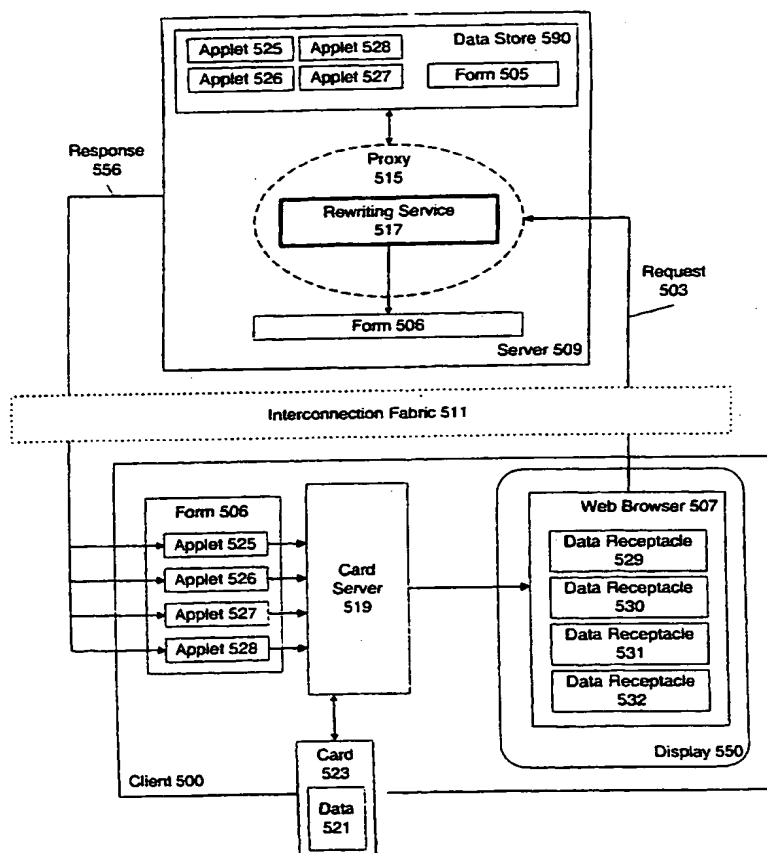 Applet 525
Applet 528
Data Store 590
Applet 526
Applet 527
Form 505
Response
556
Proxy
515
Rewriting Service
517
Request
503
Form 506
Server 509
Interconnection Fabric 511
Form 506
Applet 525
Applet 526
Applet 527
Applet 528
Card
Server
519
Web Browser 507
Data Receptacle
529
Data Receptacle
530
Data Receptacle
531
Data Receptacle
532
Display 550
Client 500
Card
523
Data
521